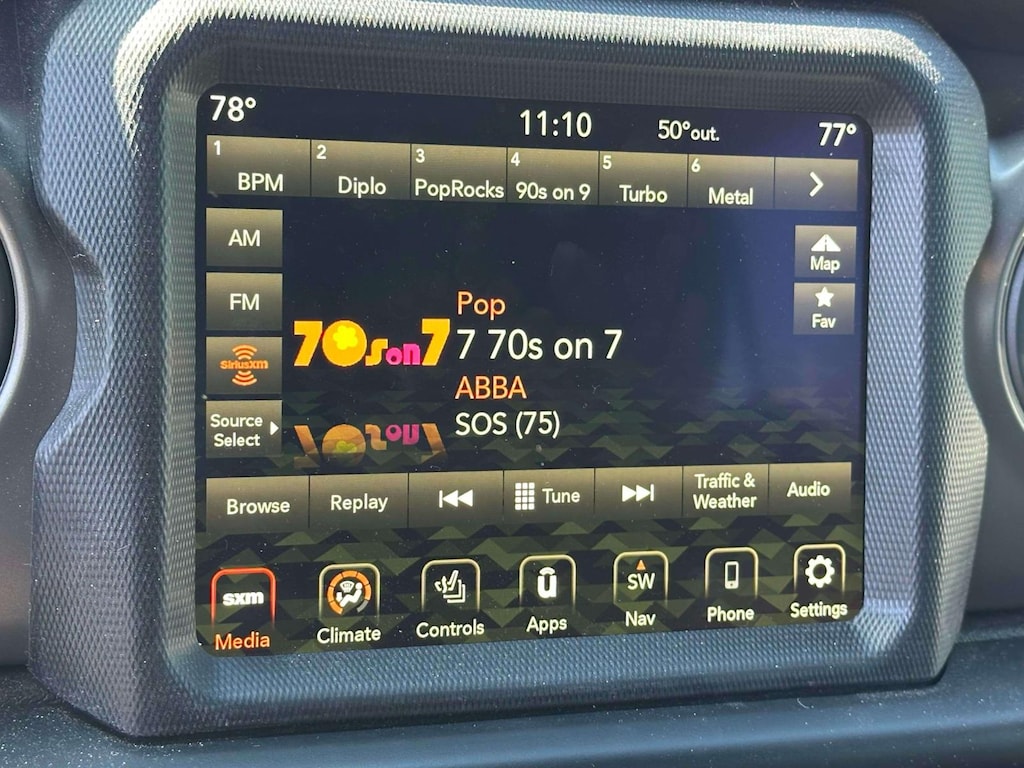 78°
11:10
50°out.
77°
1 BPM
2 Diplo
3 PopRocks
4 90s on 9
5 Turbo
6 Metal
AM
FM
SiriusXM
Source
Select
Map
Fav
70s on 7
Pop
7 70s on 7
ABBA
SOS (75)
Browse
Replay
Tune
Traffic &
Weather
Audio
sxm
Media
Climate
Controls
ū
Apps
SW
Nav
Phone
Settings